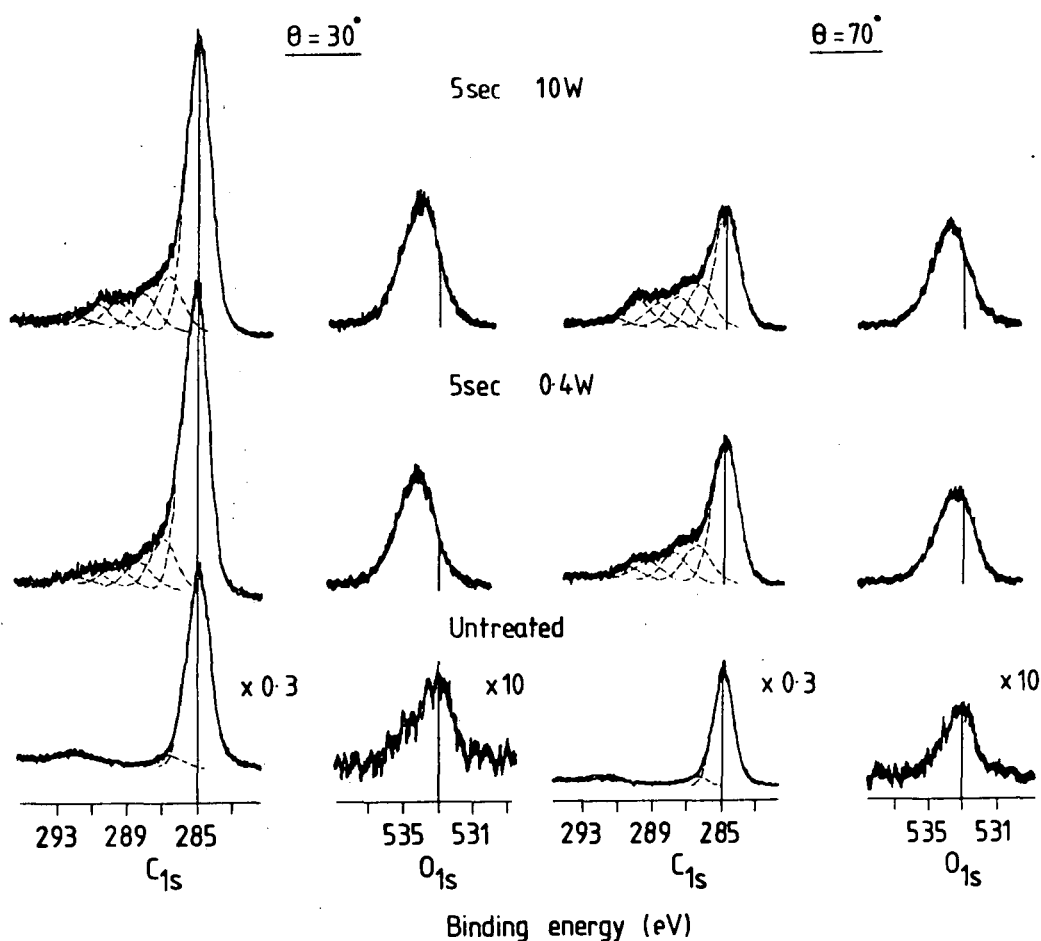 θ = 30° θ = 70°
5sec 10W
5sec 0·4W
Untreated
x 0·3 x10 x 0·3 x 10
293 289 285 535 531 293 289 285 535 531
C1s O1s C1s O1s
Binding energy (eV)